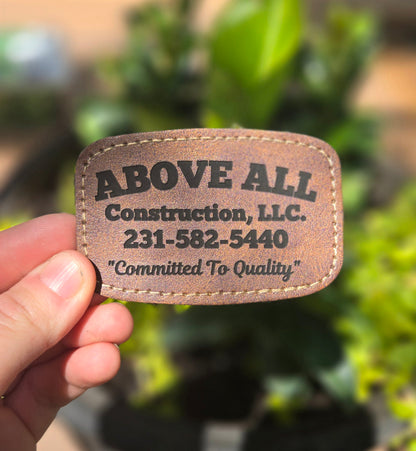 ABOVE ALL
Construction, LLC.
231-582-5440
"Committed To Quality"